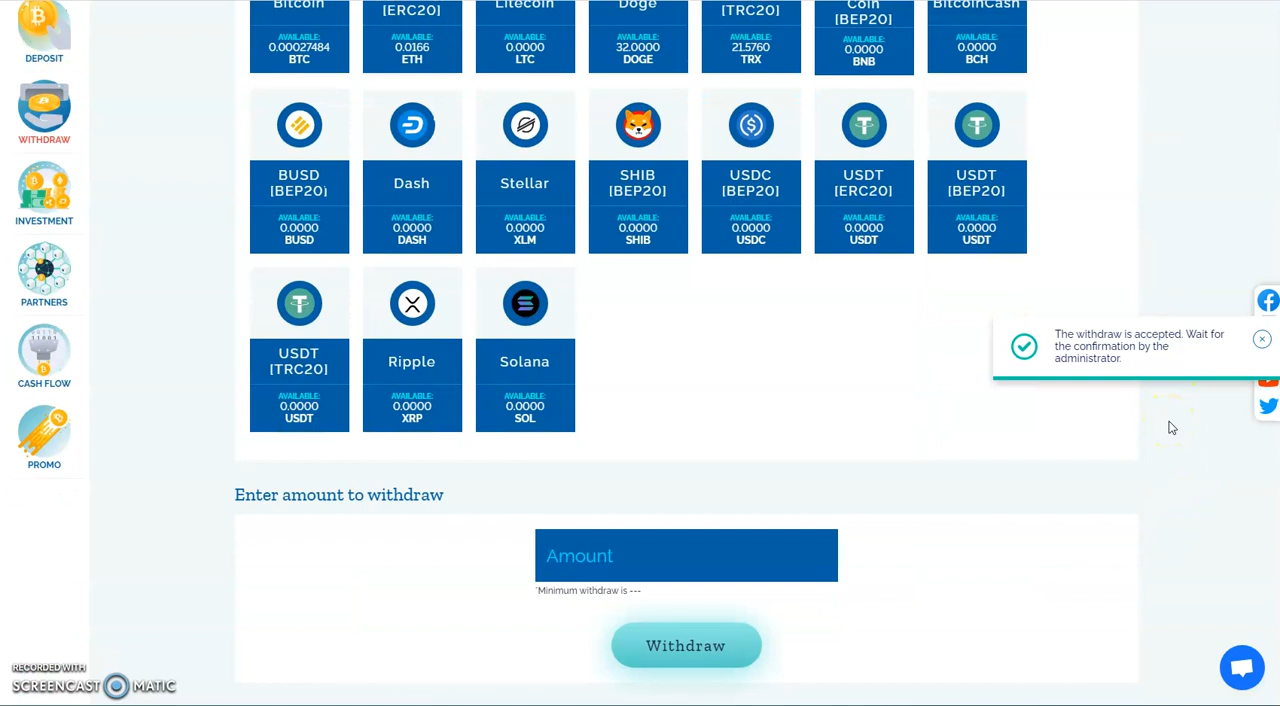 DEPOSIT
WITHDRAW
INVESTMENT
PARTNERS
CASH FLOW
PROMO
Bitcoin
AVAILABLE:
0.00027484
BTC
[ERC20]
AVAILABLE:
0.0166
ETH
Litecoin
AVAILABLE:
0.0000
LTC
Doge
AVAILABLE:
32.0000
DOGE
[TRC20]
AVAILABLE:
21.5760
TRX
Coin
[BEP20]
AVAILABLE:
0.0000
BNB
BitcoinCash
AVAILABLE:
0.0000
BCH
BUSD
[BEP20]
AVAILABLE:
0.0000
BUSD
Dash
AVAILABLE:
0.0000
DASH
Stellar
AVAILABLE:
0.0000
XLM
SHIB
[BEP20]
AVAILABLE:
0.0000
SHIB
USDC
[BEP20]
AVAILABLE:
0.0000
USDC
USDT
[ERC20]
AVAILABLE:
0.0000
USDT
USDT
[BEP20]
AVAILABLE:
0.0000
USDT
USDT
[TRC20]
AVAILABLE:
0.0000
USDT
Ripple
AVAILABLE:
0.0000
XRP
Solana
AVAILABLE:
0.0000
SOL
The withdraw is accepted. Wait for
the confirmation by the
administrator.
Enter amount to withdraw
Amount
*Minimum withdraw is ---
Withdraw
RECORDED WITH
SCREENCAST MATIC